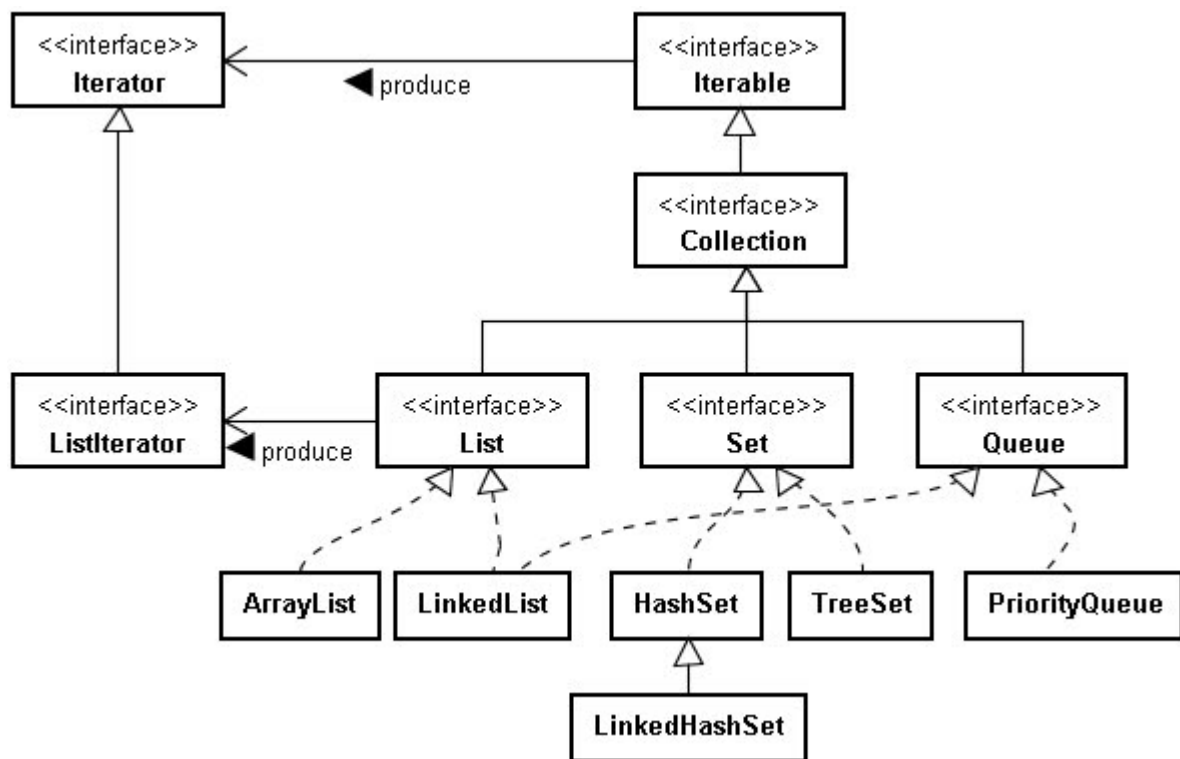 <<interface>>
Iterator
<<interface>>
Iterable
produce
<<interface>>
Collection
<<interface>>
ListIterator
<<interface>>
List
<<interface>>
Set
<<interface>>
Queue
produce
ArrayList
LinkedList
HashSet
TreeSet
PriorityQueue
LinkedHashSet